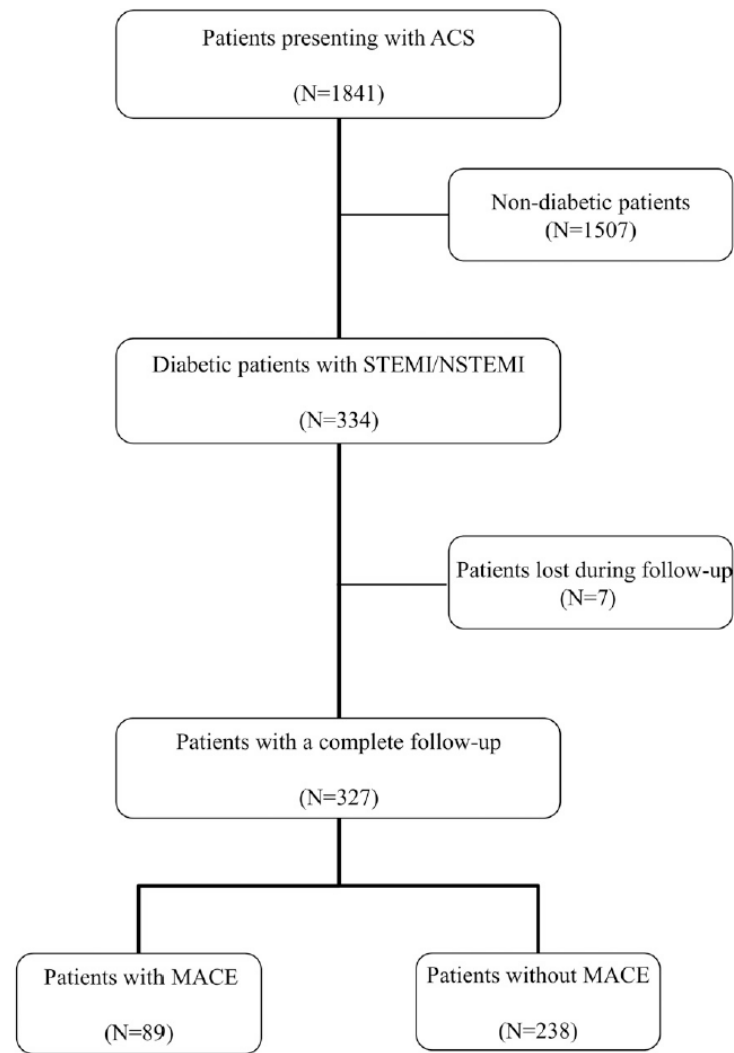 Patients presenting with ACS
(N=1841)
Non-diabetic patients
(N=1507)
Diabetic patients with STEMI/NSTEMI
(N=334)
Patients lost during follow-up
(N=7)
Patients with a complete follow-up
(N=327)
Patients with MACE
(N=89)
Patients without MACE
(N=238)